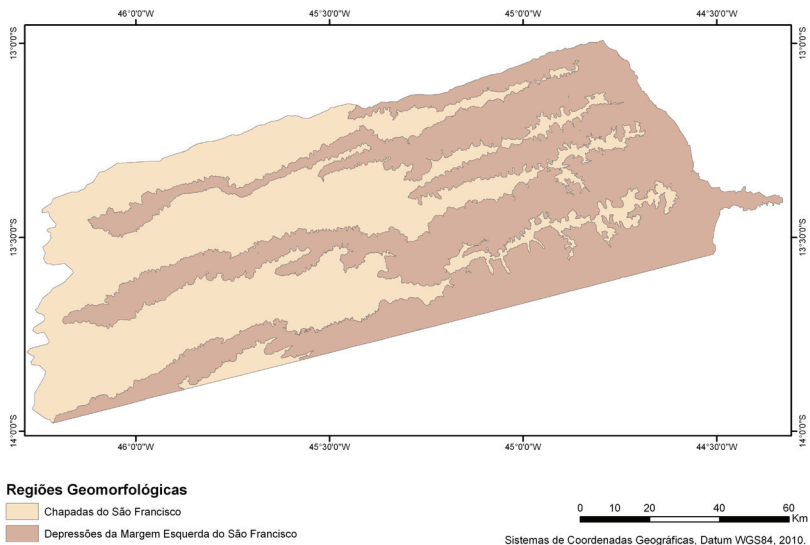 46°0'0"W 45°30'0"W 45°0'0"W 44°30'0"W
13°0'0"S 13°0'0"S
13°30'0"S 13°30'0"S
14°0'0"S 14°0'0"S
46°0'0"W 45°30'0"W 45°0'0"W 44°30'0"W
Regiões Geomorfológicas
Chapadas do São Francisco
Depressões da Margem Esquerda do São Francisco
0 10 20 40 60
Km
Sistemas de Coordenadas Geográficas, Datum WGS84, 2010.